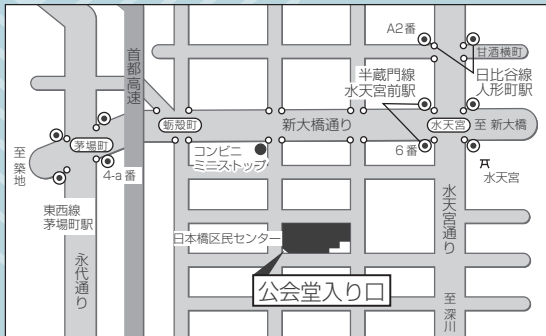 A2番
甘酒横町
首都高速
半蔵門線
水天宮前駅
日比谷線
人形町駅
蛎殻町
新大橋通り
水天宮
至 新大橋
茅場町
至 築地
4-a番
コンビニ
ミニストップ
6番
水天宮
東西線
茅場町駅
永代通り
日本橋区民センター
水天宮通り
公会堂入り口
至 深川